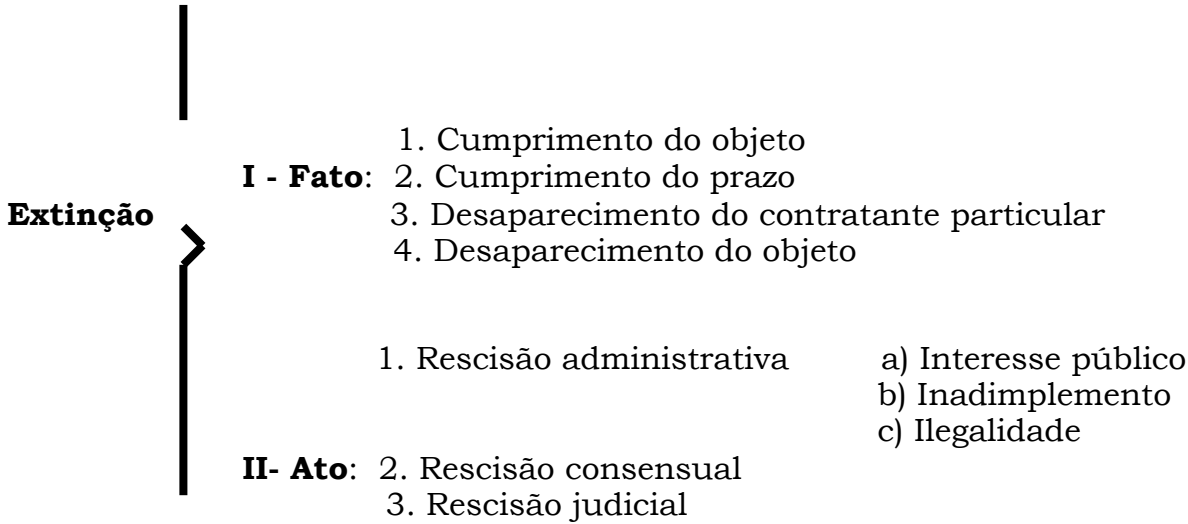 1. Cumprimento do objeto
I - Fato: 2. Cumprimento do prazo
Extinção 3. Desaparecimento do contratante particular
4. Desaparecimento do objeto
1. Rescisão administrativa a) Interesse público
b) Inadimplemento
c) Ilegalidade
II- Ato: 2. Rescisão consensual
3. Rescisão judicial